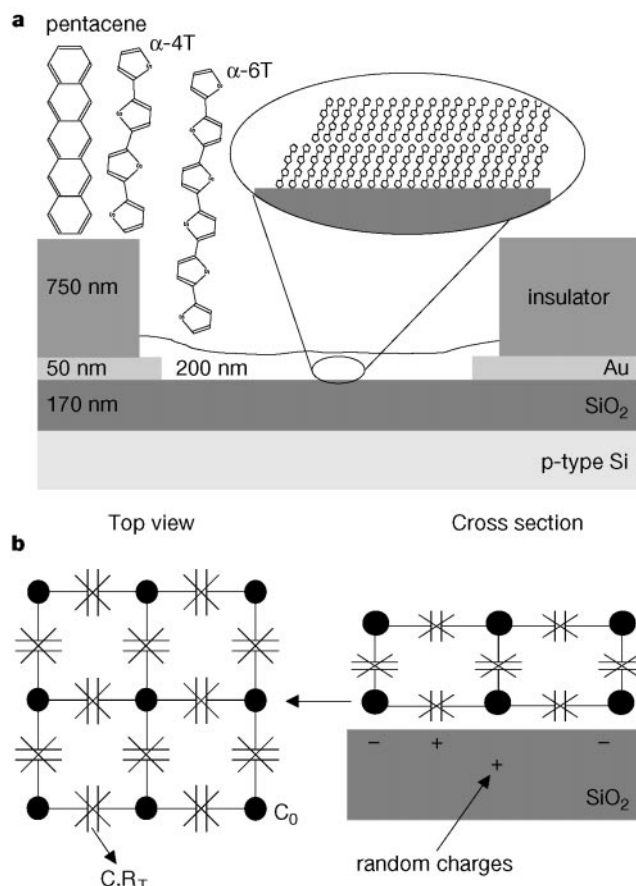 a
pentacene
α-4T
α-6T
750 nm
insulator
50 nm
200 nm
Au
170 nm
SiO₂
p-type Si
Top view
Cross section
b
− + −
+
SiO₂
C₀
random charges
C,R_T